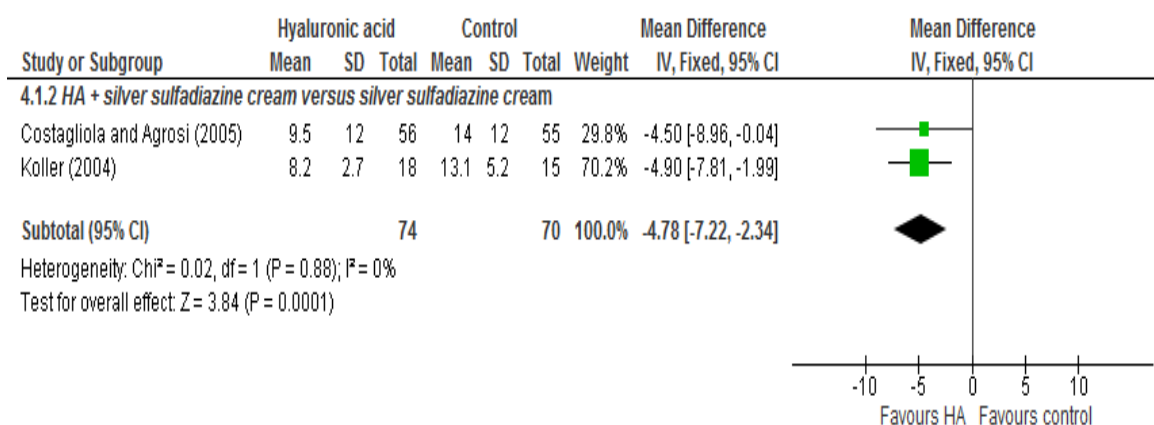 Hyaluronic acid Control Mean Difference Mean Difference
Study or Subgroup Mean SD Total Mean SD Total Weight IV, Fixed, 95% CI IV, Fixed, 95% CI
4.1.2 HA + silver sulfadiazine cream versus silver sulfadiazine cream
Costagliola and Agrosi (2005) 9.5 12 56 14 12 55 29.8% -4.50 [-8.96, -0.04]
Koller (2004) 8.2 2.7 18 13.1 5.2 15 70.2% -4.90 [-7.81, -1.99]
Subtotal (95% CI) 74 70 100.0% -4.78 [-7.22, -2.34]
Heterogeneity: Chi² = 0.02, df = 1 (P = 0.88); I² = 0%
Test for overall effect: Z = 3.84 (P = 0.0001)
-10 -5 0 5 10
Favours HA Favours control